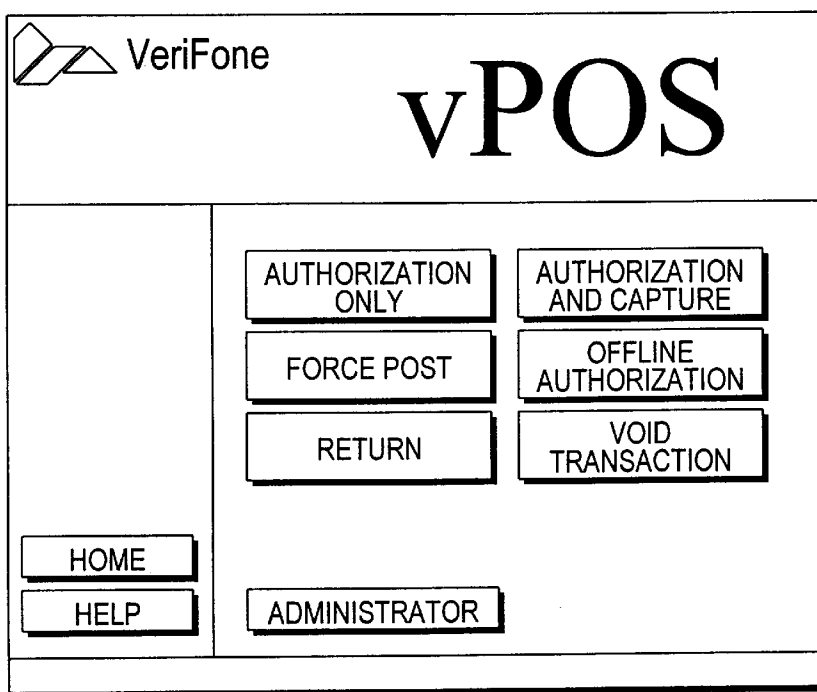 VeriFone
vPOS
AUTHORIZATION
ONLY
AUTHORIZATION
AND CAPTURE
FORCE POST
OFFLINE
AUTHORIZATION
RETURN
VOID
TRANSACTION
HOME
HELP
ADMINISTRATOR